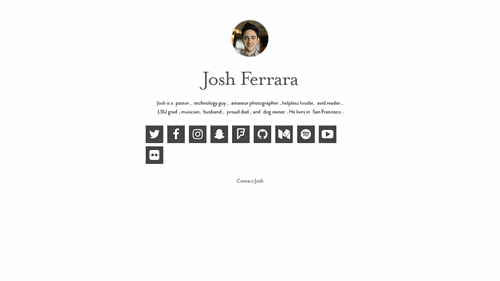 Josh Ferrara
Josh is a pastor , technology guy , amateur photographer , helpless foodie, avid reader ,
LSU grad , musician, husband , proud dad , and dog owner . He lives in San Francisco .
Contact Josh